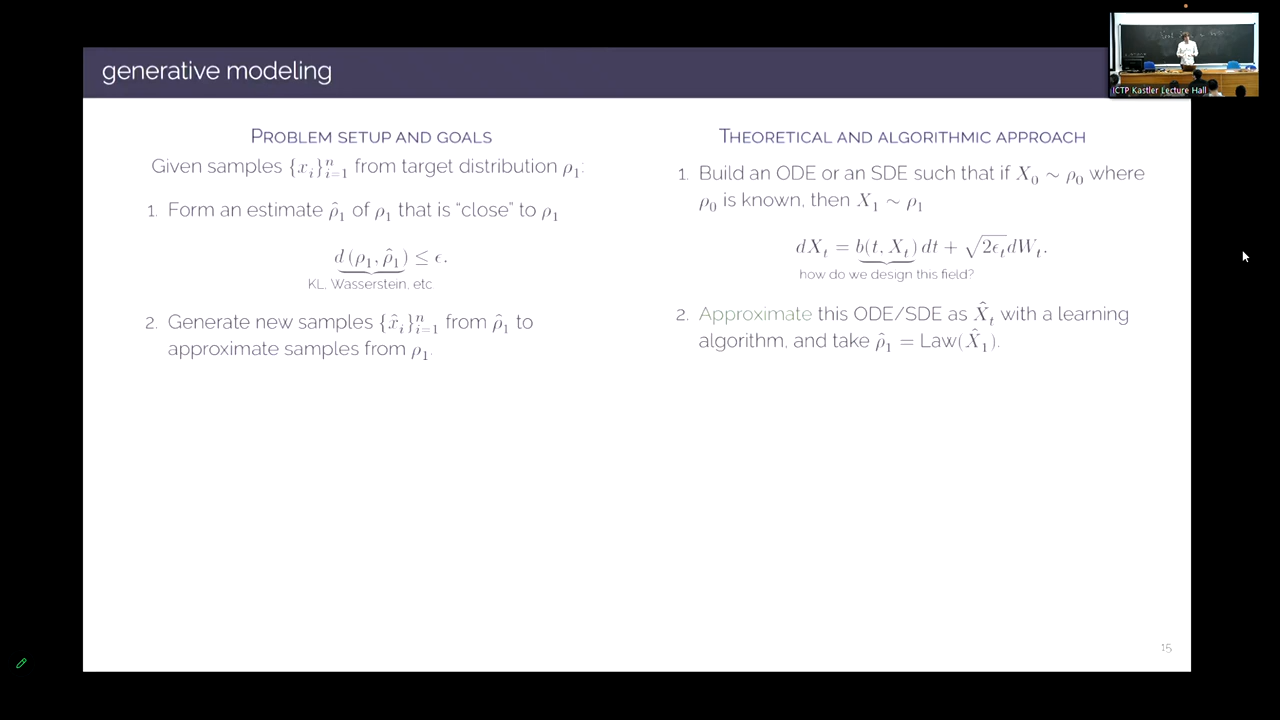 generative modeling
ICTP Kastler Lecture Hall
PROBLEM SETUP AND GOALS
Given samples {x_i}_{i=1}^n from target distribution ρ_1:
1. Form an estimate ρ̂_1 of ρ_1 that is “close” to ρ_1
d(ρ_1, ρ̂_1) ≤ ϵ.
KL, Wasserstein, etc
2. Generate new samples {x̂_i}_{i=1}^n from ρ̂_1 to
approximate samples from ρ_1.
THEORETICAL AND ALGORITHMIC APPROACH
1. Build an ODE or an SDE such that if X_0 ∼ ρ_0 where
ρ_0 is known, then X_1 ∼ ρ_1
dX_t = b(t, X_t) dt + √(2ϵ_t) dW_t.
how do we design this field?
2. Approximate this ODE/SDE as X̂_t with a learning
algorithm, and take ρ̂_1 = Law(X̂_1).
15